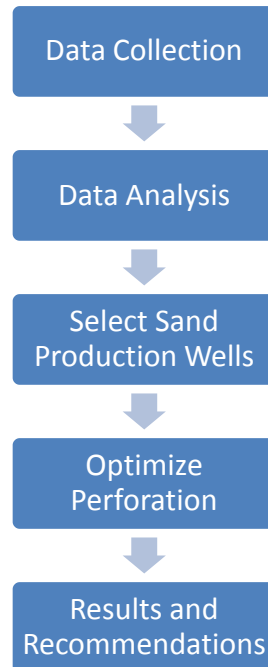 Data Collection
Data Analysis
Select Sand
Production Wells
Optimize
Perforation
Results and
Recommendations